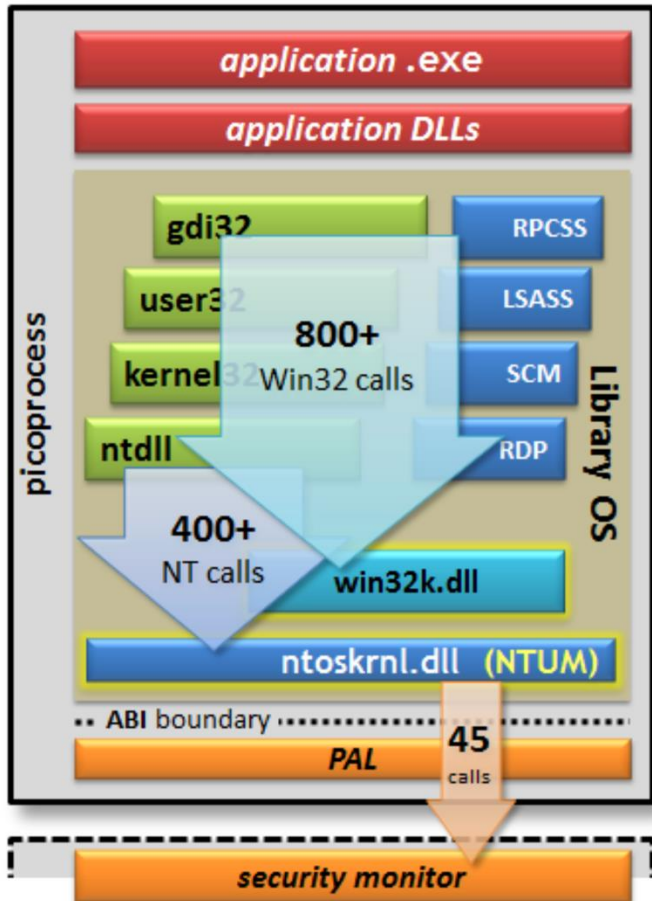 application .exe
application DLLs
picoprocess
gdi32
RPCSS
user32
LSASS
800+
Win32 calls
kernel32
SCM
ntdll
RDP
Library OS
400+
NT calls
win32k.dll
ntoskrnl.dll (NTUM)
ABI boundary
PAL
45
calls
security monitor